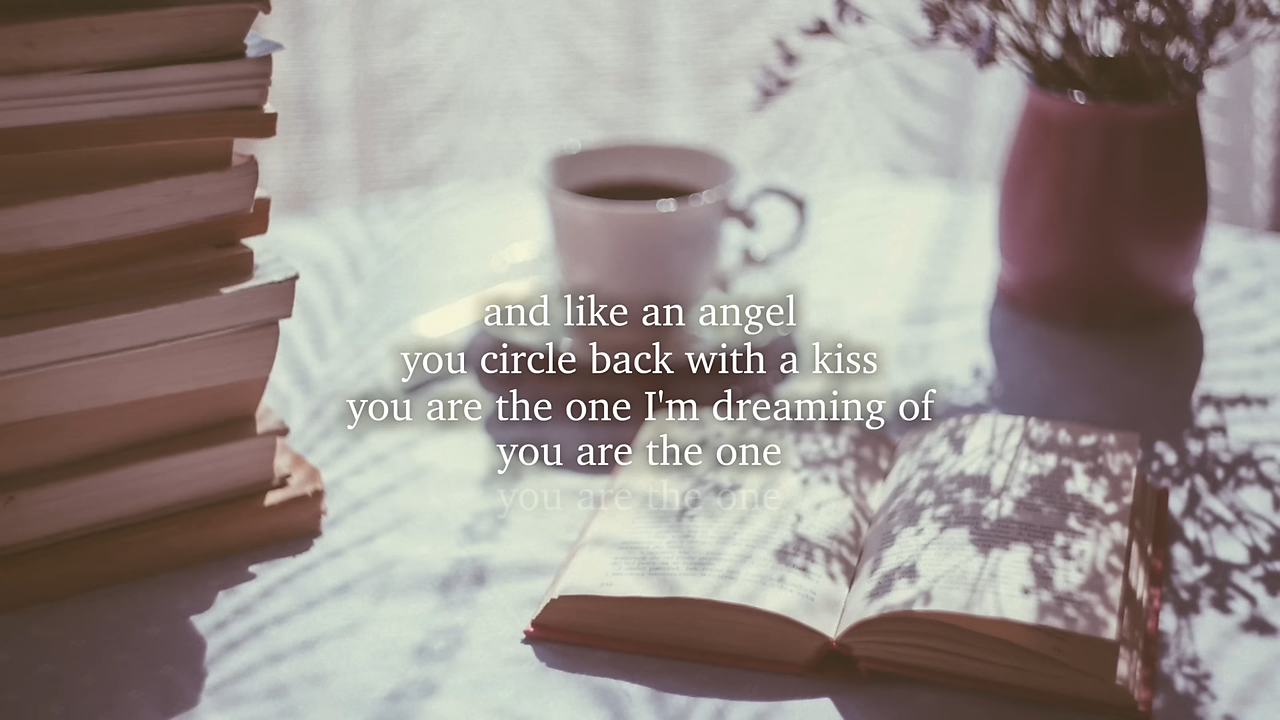 and like an angel
you circle back with a kiss
you are the one I'm dreaming of
you are the one
you are the one